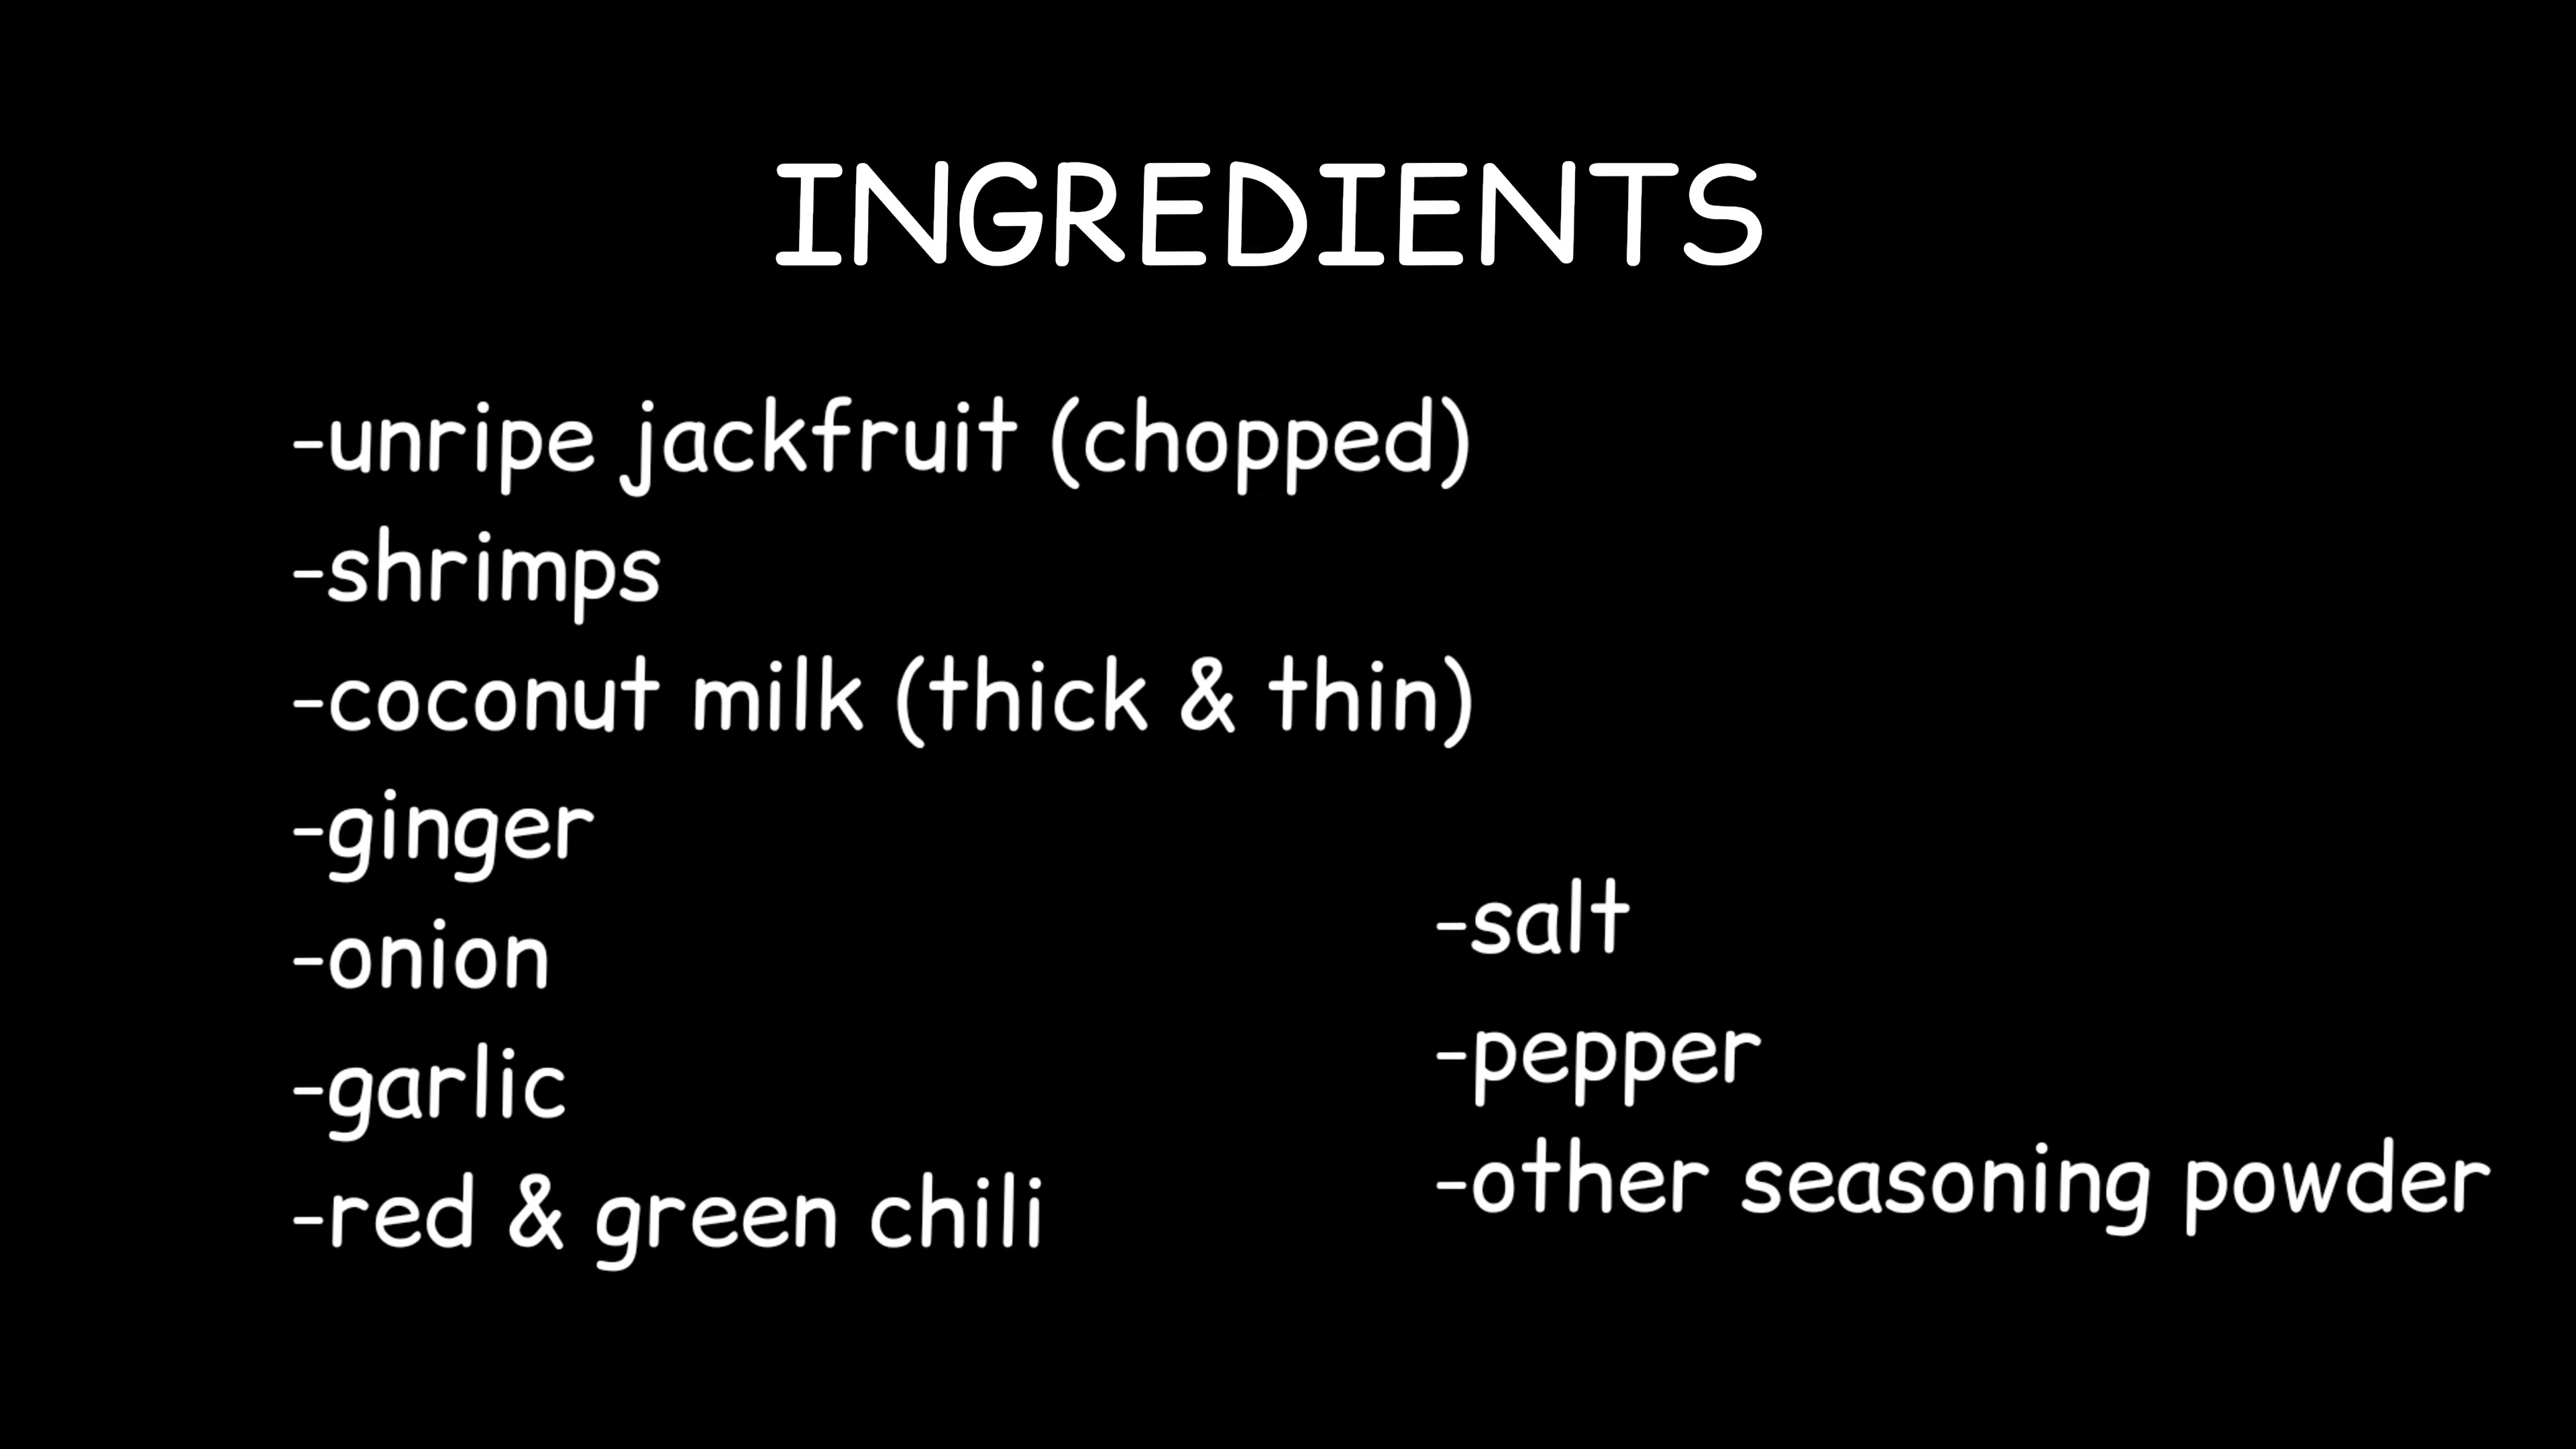 INGREDIENTS
-unripe jackfruit (chopped)
-shrimps
-coconut milk (thick & thin)
-ginger
-onion
-garlic
-red & green chili
-salt
-pepper
-other seasoning powder